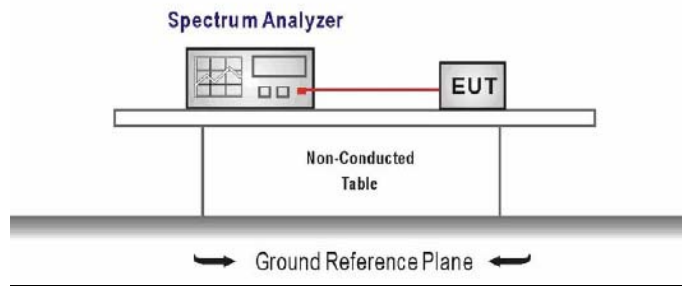 Spectrum Analyzer
EUT
Non-Conducted
Table
Ground Reference Plane